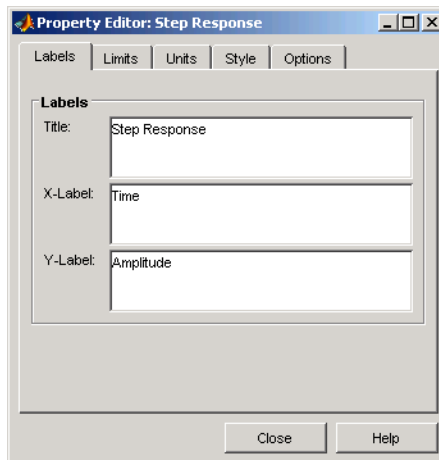 Property Editor: Step Response
Labels Limits Units Style Options
Labels
Title: Step Response
X-Label: Time
Y-Label: Amplitude
Close Help